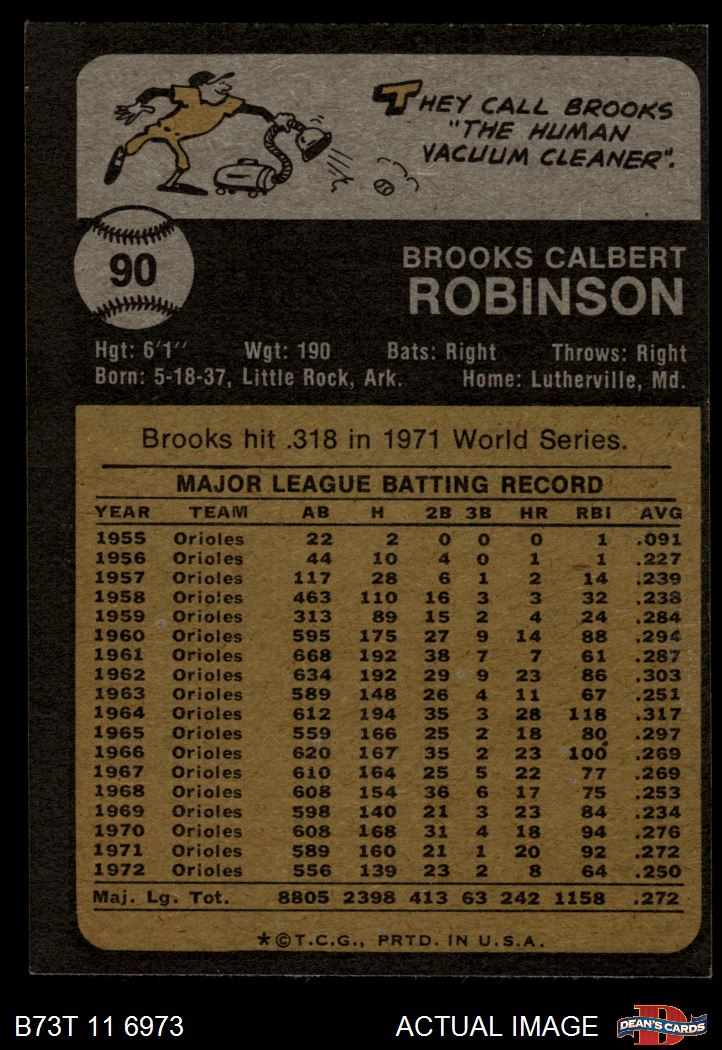 THEY CALL BROOKS
"THE HUMAN
VACUUM CLEANER".
90
BROOKS CALBERT
ROBINSON
Hgt: 6'1" Wgt: 190 Bats: Right Throws: Right
Born: 5-18-37, Little Rock, Ark. Home: Lutherville, Md.
Brooks hit .318 in 1971 World Series.
MAJOR LEAGUE BATTING RECORD
YEAR TEAM AB H 2B 3B HR RBI AVG
1955 Orioles 22 2 0 0 0 1 .091
1956 Orioles 44 10 4 0 1 1 .227
1957 Orioles 117 28 6 1 2 14 .239
1958 Orioles 463 110 16 3 3 32 .238
1959 Orioles 313 89 15 2 4 24 .284
1960 Orioles 595 175 27 9 14 88 .294
1961 Orioles 668 192 38 7 7 61 .287
1962 Orioles 634 192 29 9 23 86 .303
1963 Orioles 589 148 26 4 11 67 .251
1964 Orioles 612 194 35 3 28 118 .317
1965 Orioles 559 166 25 2 18 80 .297
1966 Orioles 620 167 35 2 23 100 .269
1967 Orioles 610 164 25 5 22 77 .269
1968 Orioles 608 154 36 6 17 75 .253
1969 Orioles 598 140 21 3 23 84 .234
1970 Orioles 608 168 31 4 18 94 .276
1971 Orioles 589 160 21 1 20 92 .272
1972 Orioles 556 139 23 2 8 64 .250
Maj. Lg. Tot. 8805 2398 413 63 242 1158 .272
*©T.C.G., PRTD. IN U.S.A.
B73T 11 6973 ACTUAL IMAGE D DEAN'S CARDS